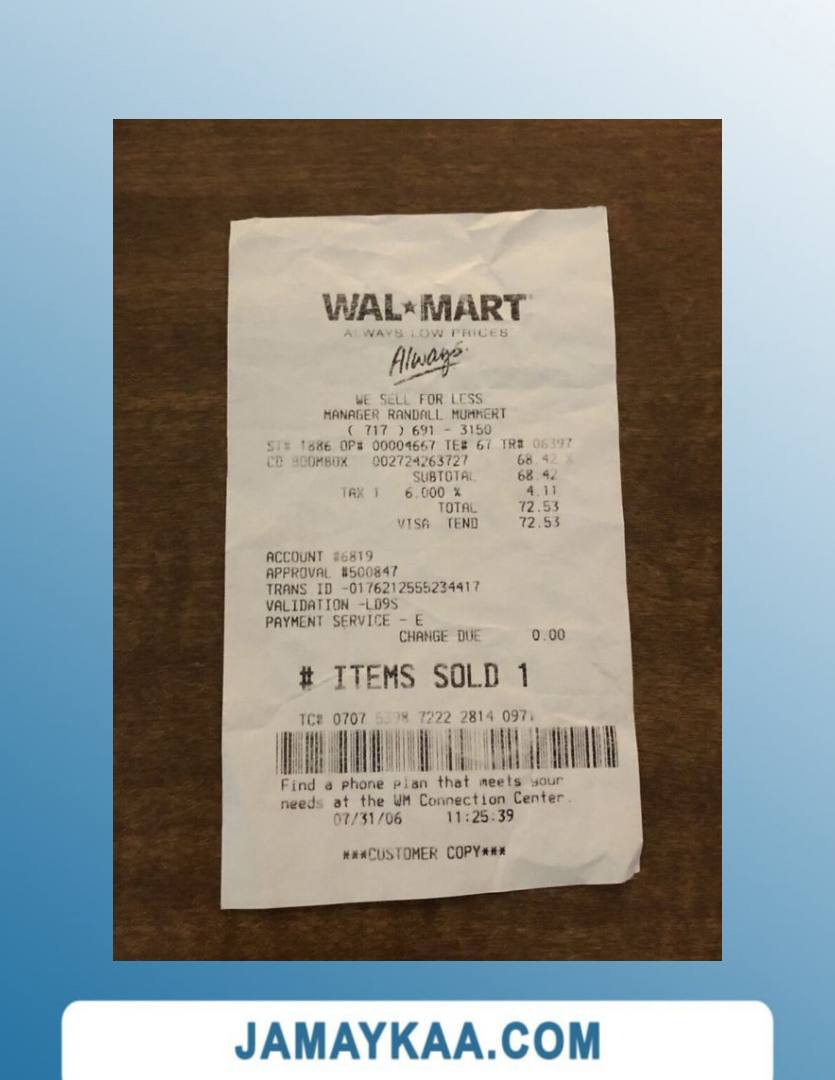 WAL★MART
ALWAYS LOW PRICES
Always.
WE SELL FOR LESS
MANAGER RANDALL MUMMERT
( 717 ) 691 - 3150
ST# 1886 OP# 00004667 TE# 67 TR# 06397
CD BOOMBOX 002724263727 68.42 X
SUBTOTAL 68.42
TAX 1 6.000 % 4.11
TOTAL 72.53
VISA TEND 72.53
ACCOUNT #6819
APPROVAL #500847
TRANS ID -0176212555234417
VALIDATION -LD9S
PAYMENT SERVICE - E
CHANGE DUE 0.00
# ITEMS SOLD 1
TC# 0707 7222 2814
Find a phone plan that meets your
needs at the WM Connection Center.
07/31/06 11:25:39
***CUSTOMER COPY***
JAMAYKAA.COM